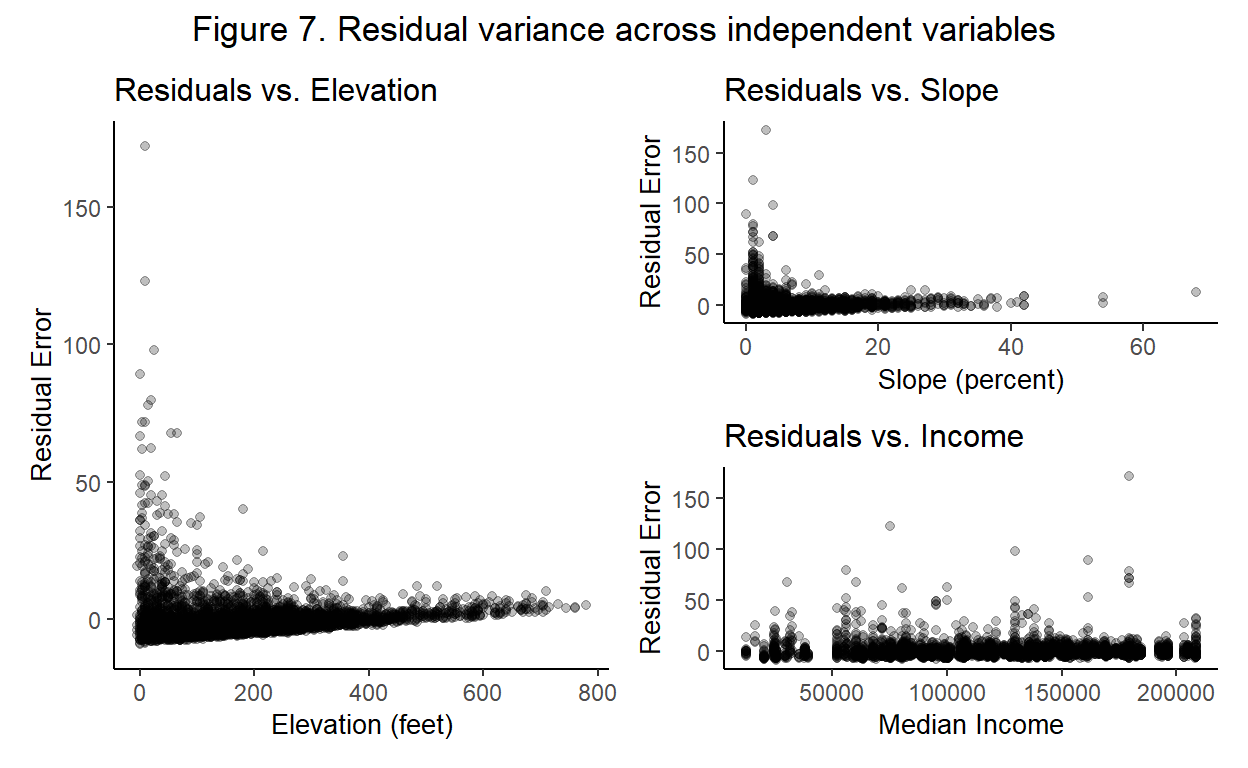 Figure 7. Residual variance across independent variables
Residuals vs. Elevation
Residual Error
150
100
50
0
0 200 400 600 800
Elevation (feet)
Residuals vs. Slope
Residual Error
150
100
50
0
0 20 40 60
Slope (percent)
Residuals vs. Income
Residual Error
150
100
50
0
50000 100000 150000 200000
Median Income